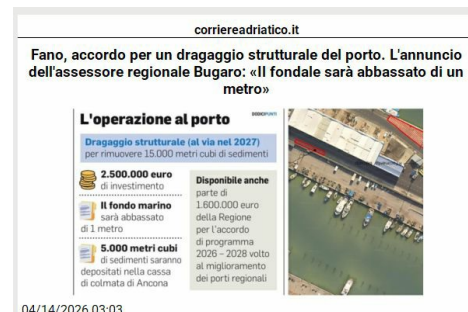 corriereadriatico.it
Fano, accordo per un dragaggio strutturale del porto. L'annuncio
dell'assessore regionale Bugaro: «Il fondale sarà abbassato di un
metro»
L'operazione al porto
Dragaggio strutturale (al via nel 2027)
per rimuovere 15.000 metri cubi di sedimenti
2.500.000 euro
di investimento
Il fondo marino
sarà abbassato
di 1 metro
5.000 metri cubi
di sedimenti saranno
depositati nella cassa
di colmata di Ancona
Disponibile anche
parte di
1.600.000 euro
della Regione
per l'accordo
di programma
2026 – 2028 volto
al miglioramento
dei porti regionali
04/14/2026 03:03